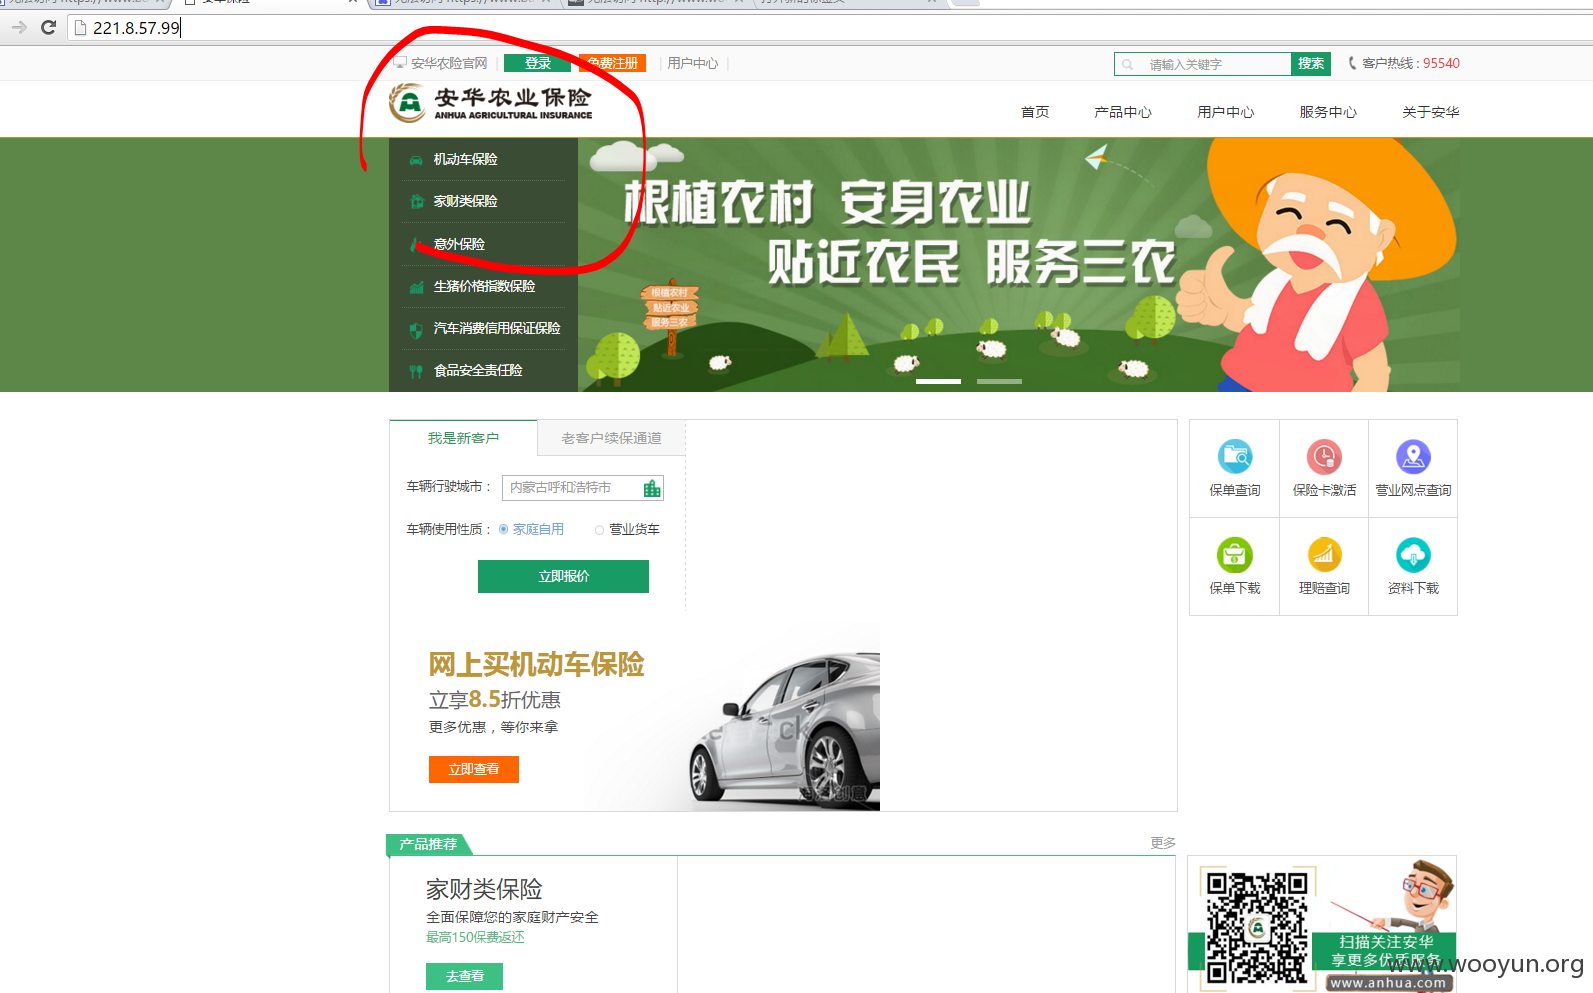 221.8.57.99
安华农险官网
登录
免费注册
用户中心
请输入关键字
搜索
客户热线 : 95540
安华农业保险
ANHUA AGRICULTURAL INSURANCE
首页
产品中心
用户中心
服务中心
关于安华
机动车保险
家财类保险
意外保险
生猪价格指数保险
汽车消费信用保证保险
食品安全责任险
根植农村 安身农业
贴近农民 服务三农
根植农村
贴近农业
服务三农
我是新客户
老客户续保通道
车辆行驶城市：
内蒙古呼和浩特市
车辆使用性质：
家庭自用
营业货车
立即报价
保单查询
保险卡激活
营业网点查询
保单下载
理赔查询
资料下载
网上买机动车保险
立享8.5折优惠
更多优惠，等你来拿
立即查看
产品推荐
更多
家财类保险
全面保障您的家庭财产安全
最高150保费返还
去查看
扫描关注安华
享更多优质服务
www.wooyun.org
www.anhua.com